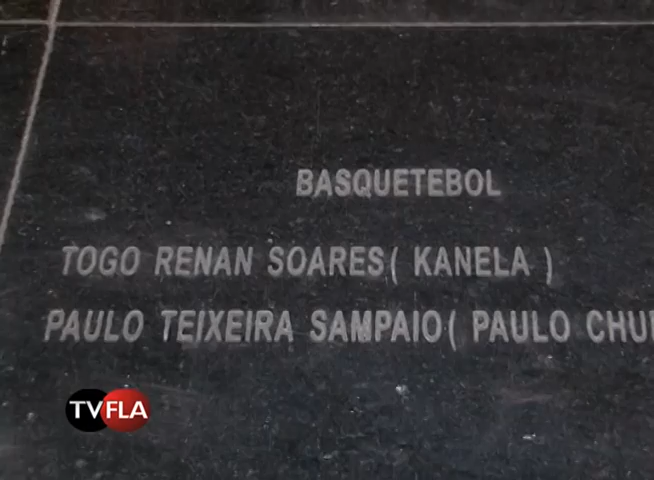 BASQUETEBOL
TOGO RENAN SOARES( KANELA )
PAULO TEIXEIRA SAMPAIO( PAULO
TVFLA